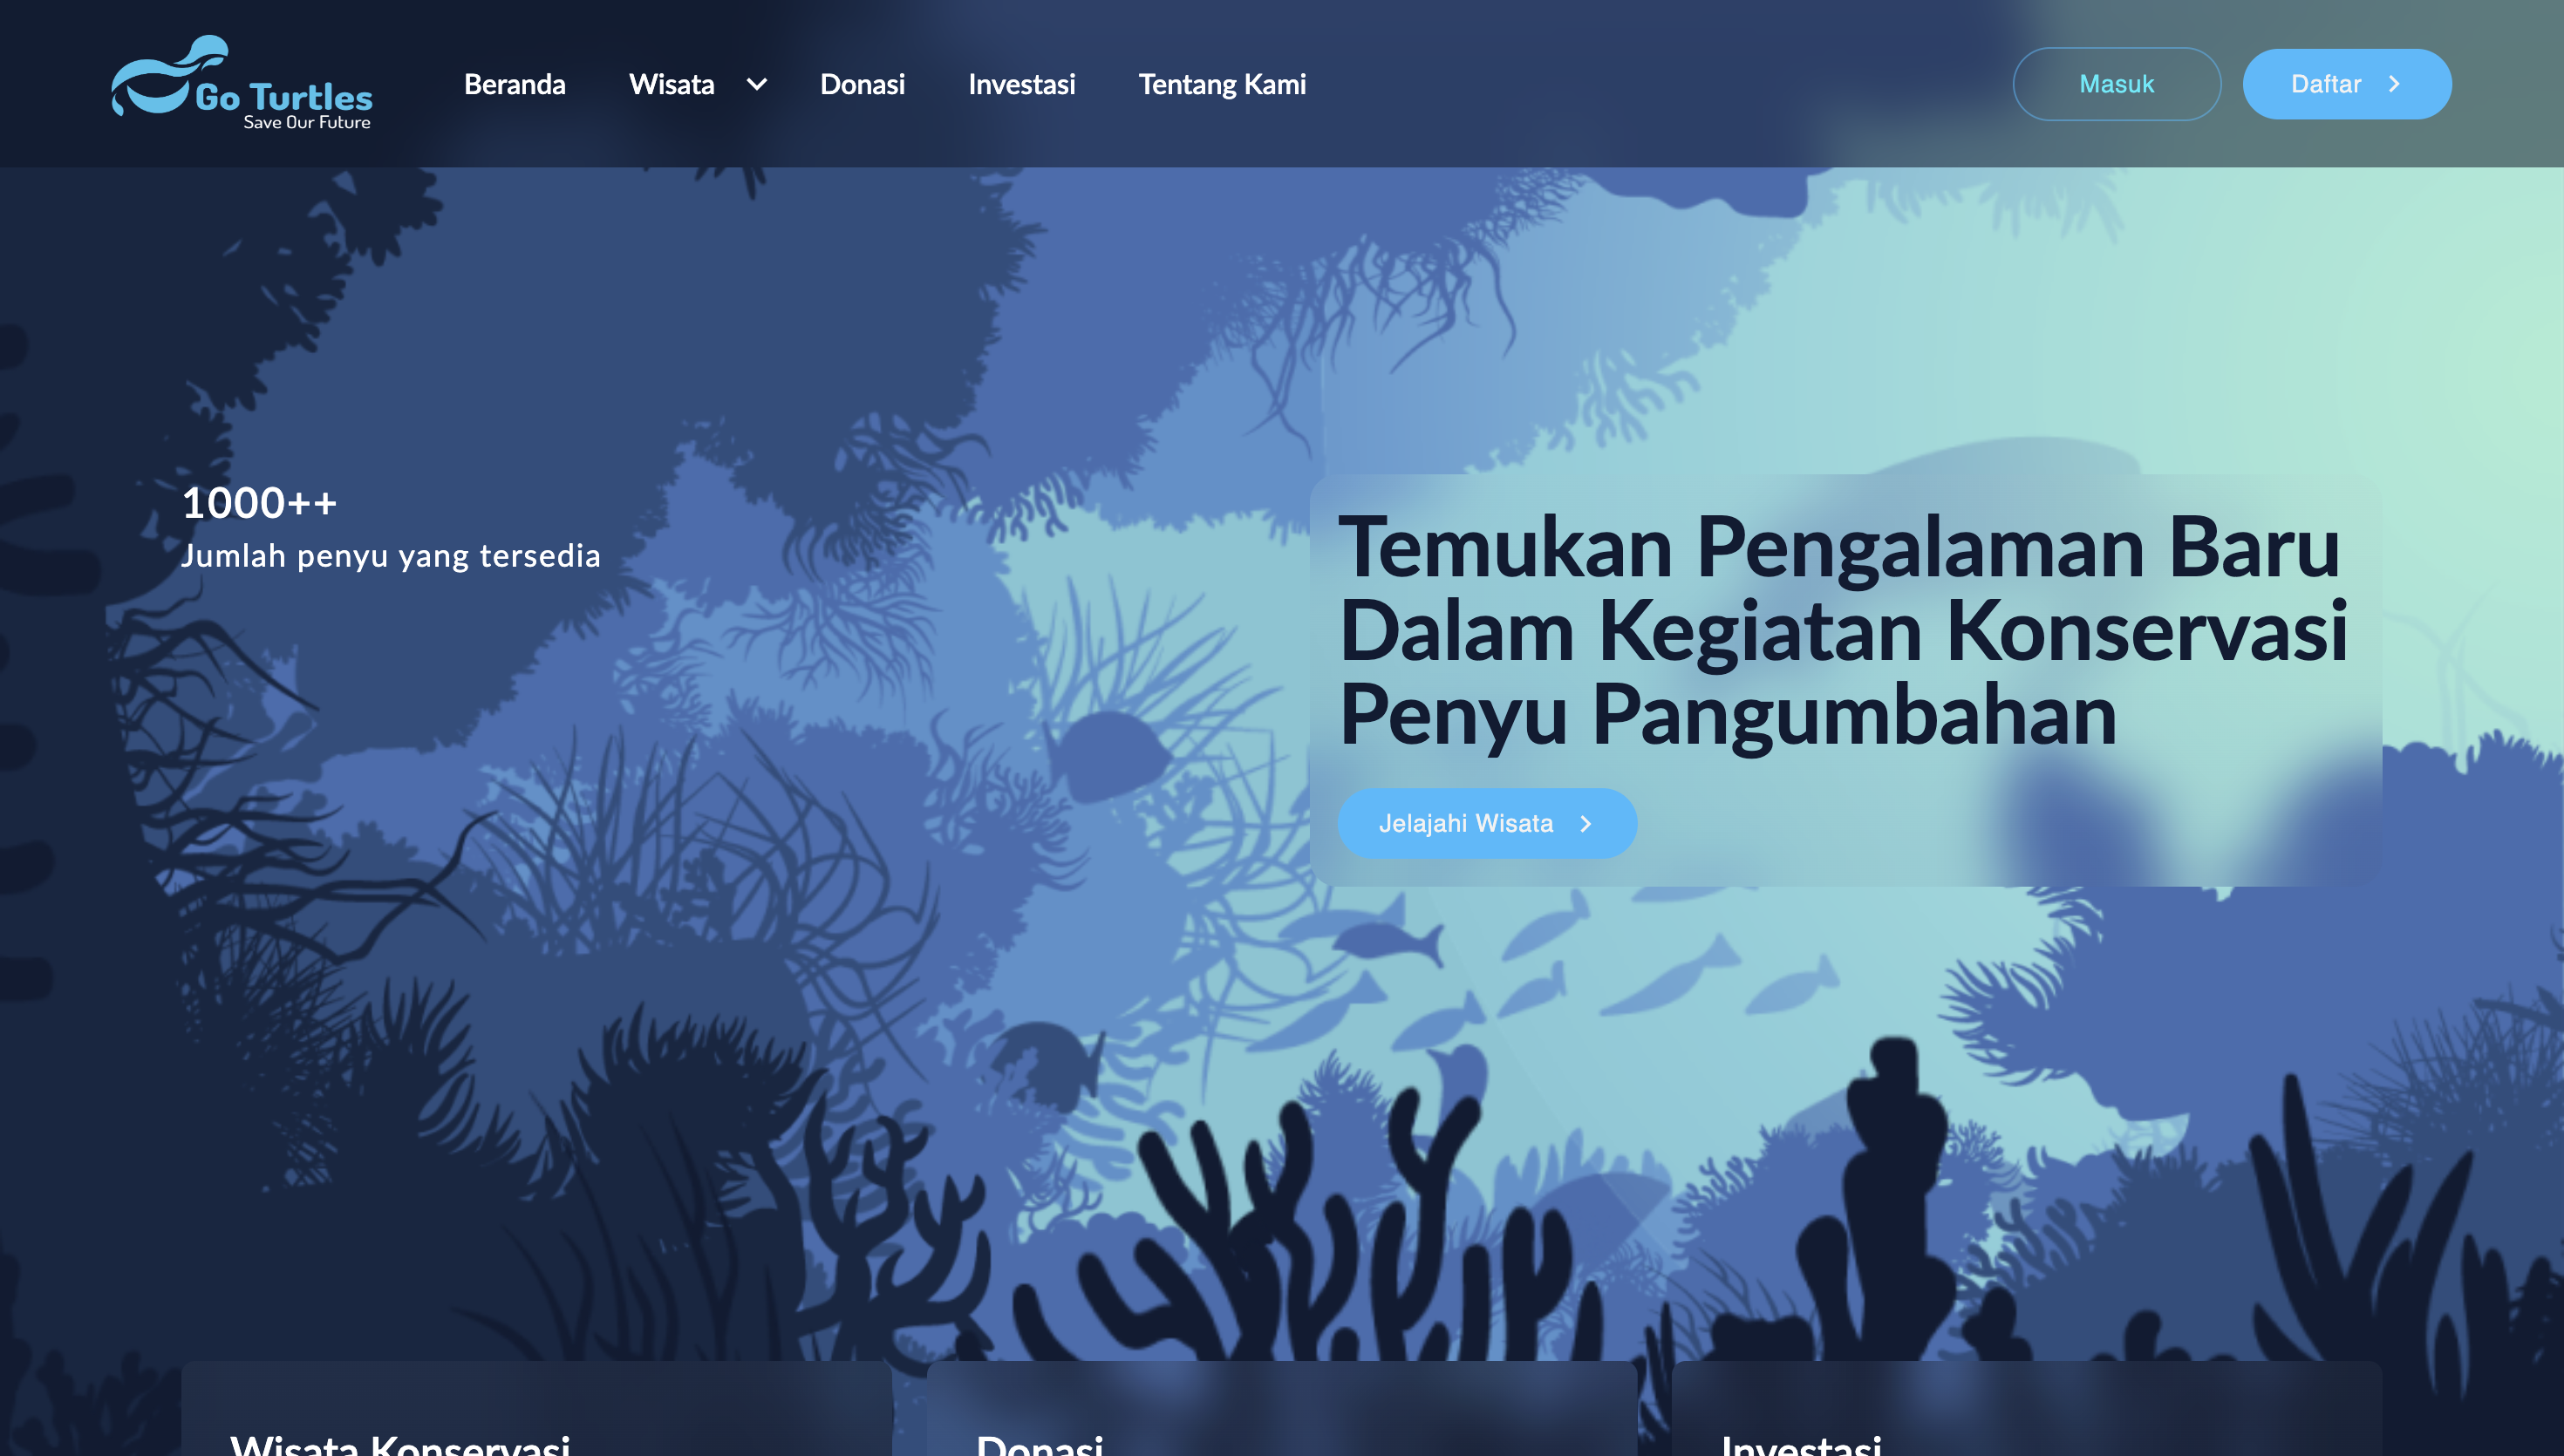 Go Turtles
Save Our Future
Beranda
Wisata
Donasi
Investasi
Tentang Kami
Masuk
Daftar
1000++
Jumlah penyu yang tersedia
Temukan Pengalaman Baru
Dalam Kegiatan Konservasi
Penyu Pangumbahan
Jelajahi Wisata
Wisata Konservasi
Donasi
Investasi